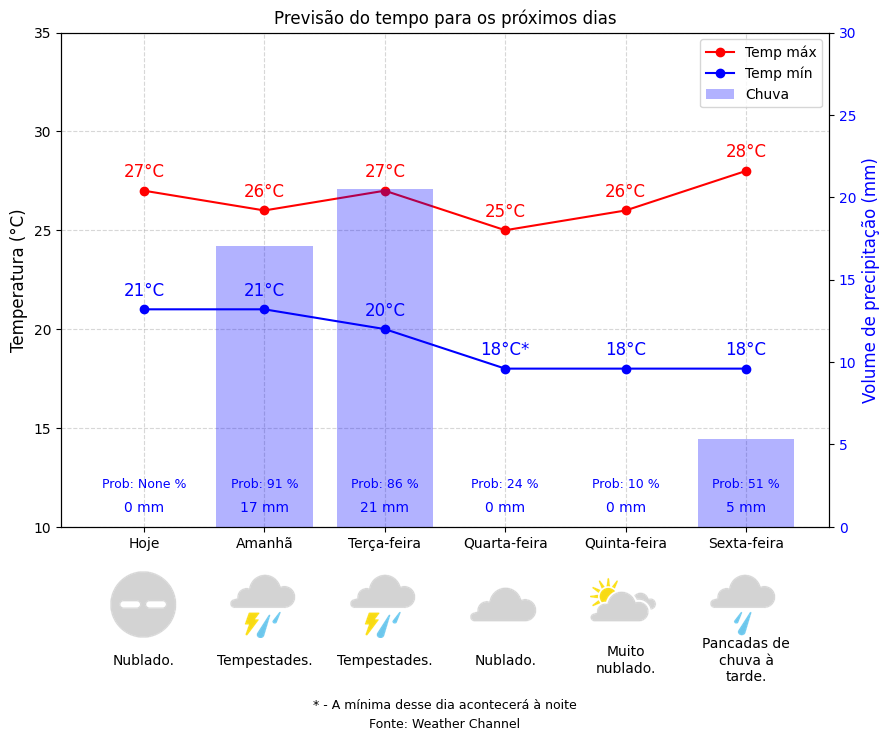 Previsão do tempo para os próximos dias
35
30
25
20
15
10
Temperatura (°C)
30
25
20
15
10
5
0
Volume de precipitação (mm)
Temp máx
Temp mín
Chuva
27°C 26°C 27°C 25°C 26°C 28°C
21°C 21°C 20°C 18°C* 18°C 18°C
Prob: None % Prob: 91 % Prob: 86 % Prob: 24 % Prob: 10 % Prob: 51 %
0 mm 17 mm 21 mm 0 mm 0 mm 5 mm
Hoje Amanhã Terça-feira Quarta-feira Quinta-feira Sexta-feira
Nublado.
Tempestades.
Tempestades.
Nublado.
Muito
nublado.
Pancadas de
chuva à
tarde.
* - A mínima desse dia acontecerá à noite
Fonte: Weather Channel